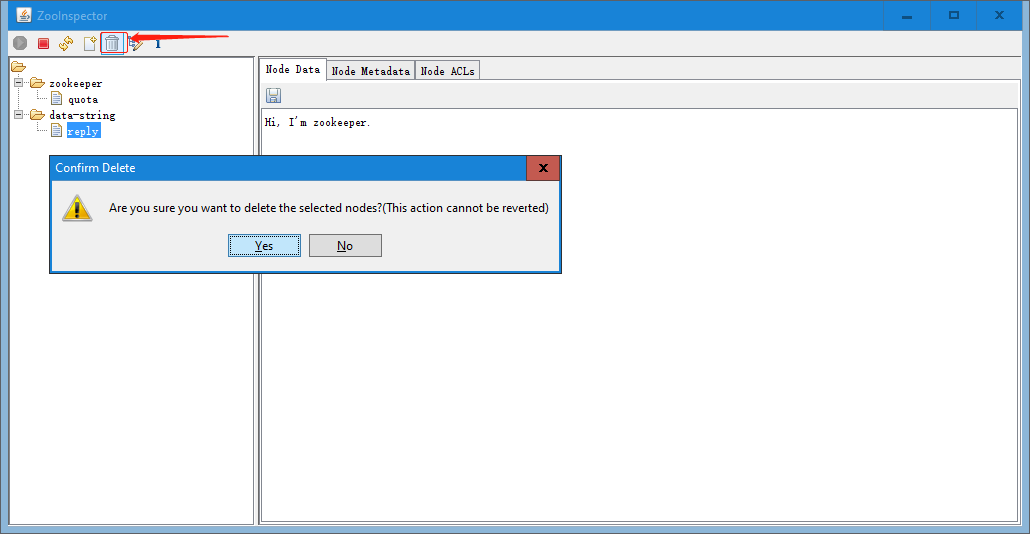 ZooInspector
zookeeper
quota
data-string
reply
Node Data
Node Metadata
Node ACLs
Hi, I'm zookeeper.
Confirm Delete
Are you sure you want to delete the selected nodes?(This action cannot be reverted)
Yes
No